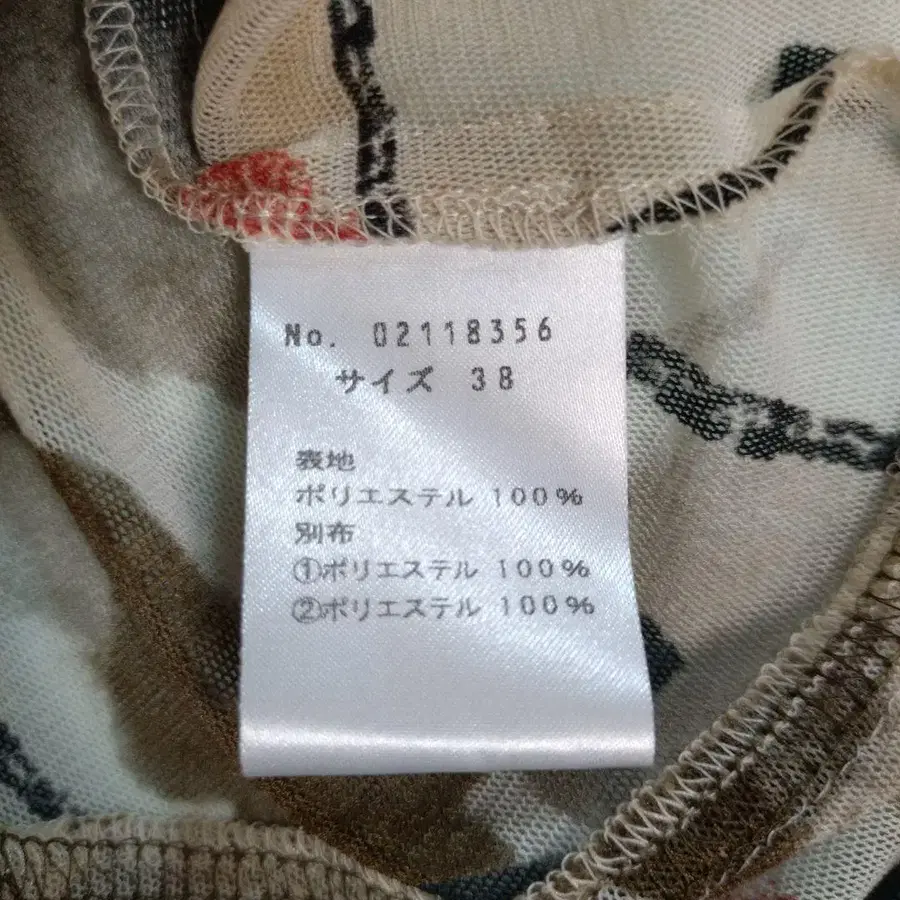 No. 02118356
サイズ 38
表地
ポリエステル 100%
別布
①ポリエステル 100%
②ポリエステル 100%